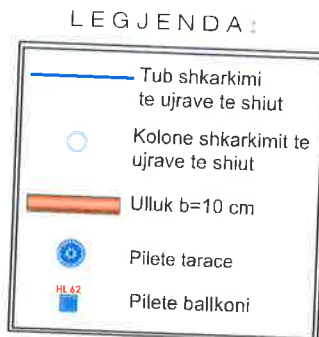 LEGJENDA:
Tub shkarkimi
te ujrave te shiut
Kolone shkarkimit te
ujrave te shiut
Ulluk b=10 cm
Pilete tarace
HL 62
Pilete ballkoni